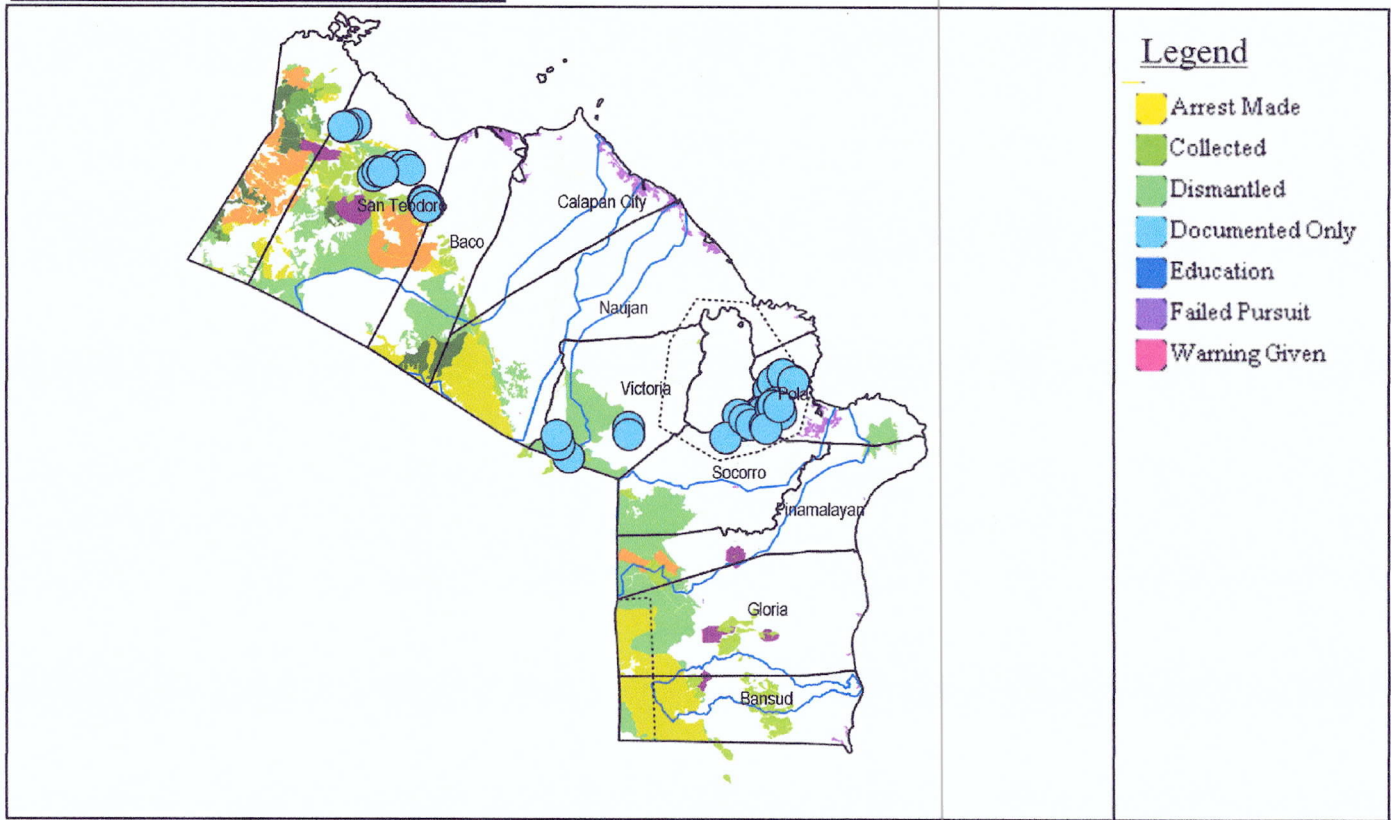 San Teodoro
Calapan City
Baco
Naujan
Victoria
Pola
Socorro
Pinamalayan
Gloria
Bansud
Legend
Arrest Made
Collected
Dismantled
Documented Only
Education
Failed Pursuit
Warning Given